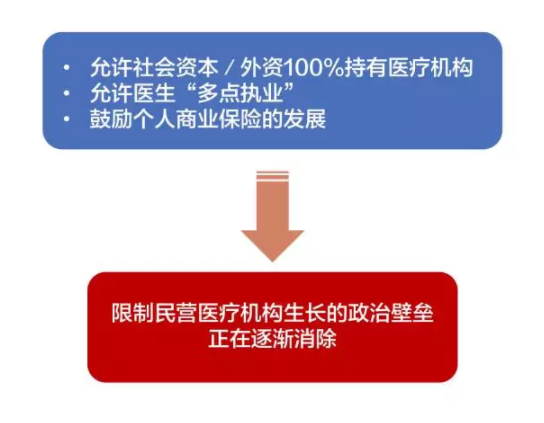 • 允许社会资本/外资100%持有医疗机构
• 允许医生“多点执业”
• 鼓励个人商业保险的发展
限制民营医疗机构生长的政治壁垒
正在逐渐消除